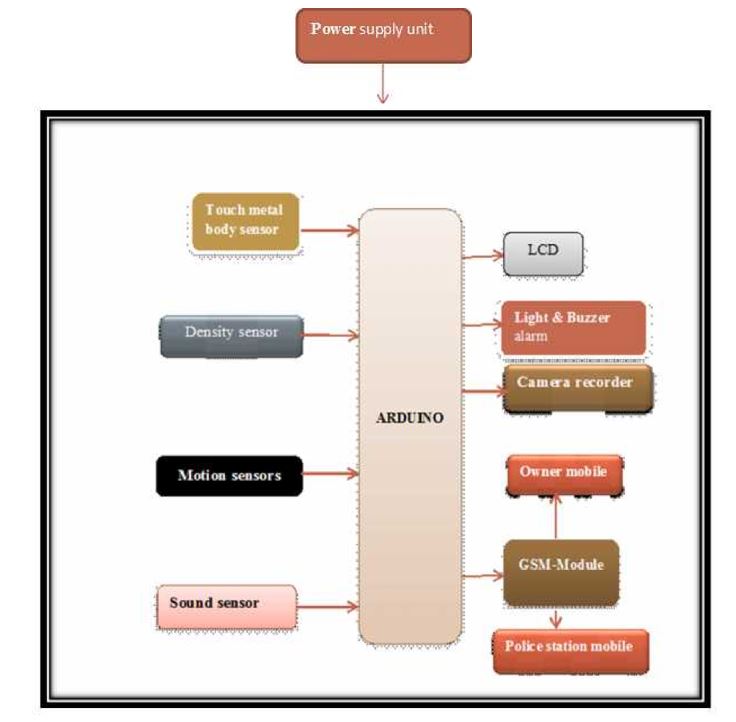 Power supply unit
Touch metal
body sensor
LCD
Density sensor
Light & Buzzer
alarm
Camera recorder
ARDUINO
Motion sensors
Owner mobile
GSM-Module
Sound sensor
Police station mobile